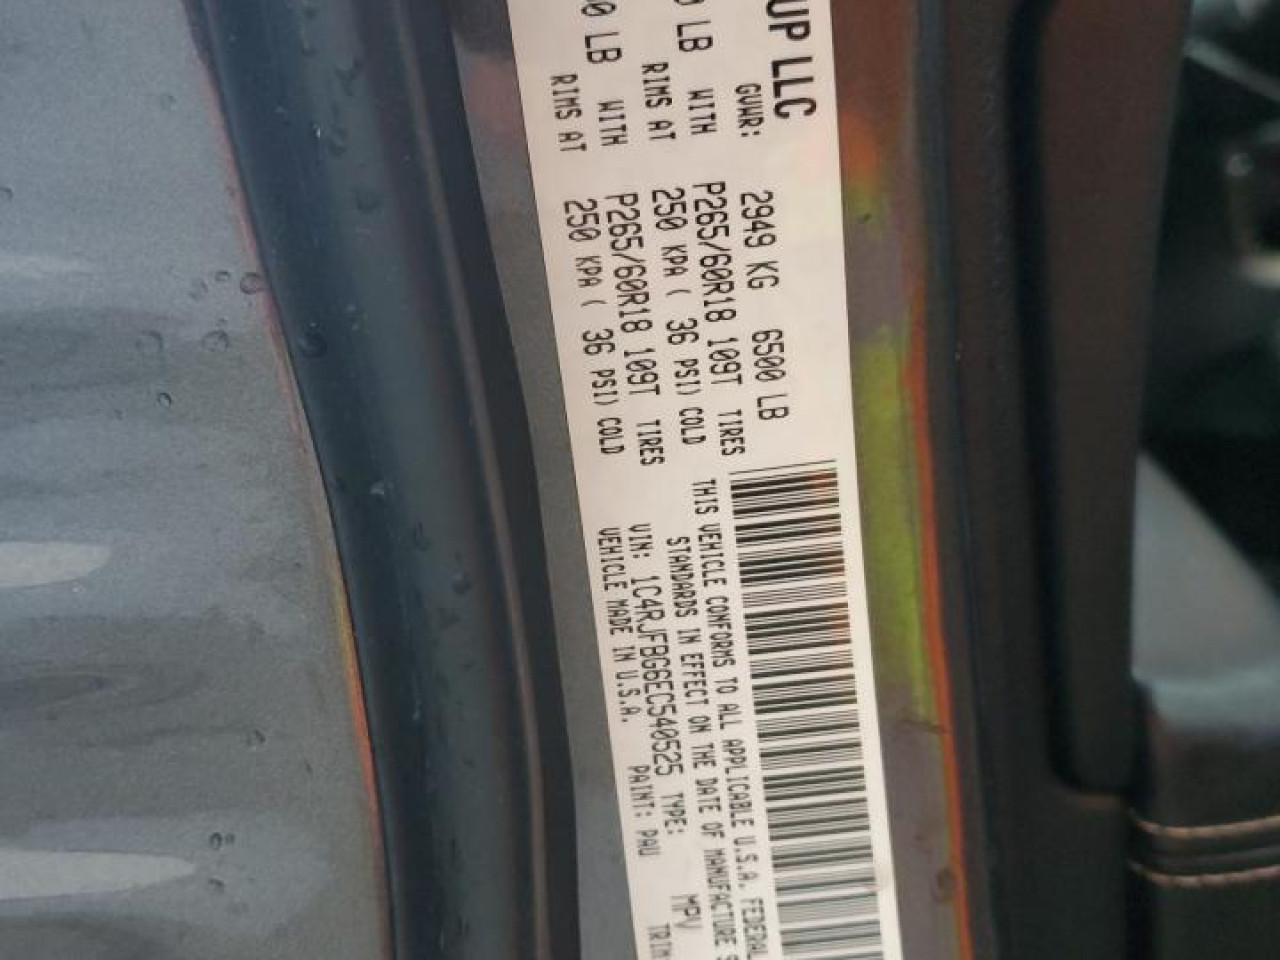 UP LLC
GVWR: 2949 KG 6500 LB
0 LB WITH P265/60R18 109T TIRES
RIMS AT 250 KPA ( 36 PSI) COLD
0 LB WITH P265/60R18 109T TIRES
RIMS AT 250 KPA ( 36 PSI) COLD
THIS VEHICLE CONFORMS TO ALL APPLICABLE U.S.A. FEDERAL
STANDARDS IN EFFECT ON THE DATE OF MANUFACTURE S
VIN: 1C4RJFBG6EC540525 TYPE: MPV
VEHICLE MADE IN U.S.A. PAINT: PAU TRIM